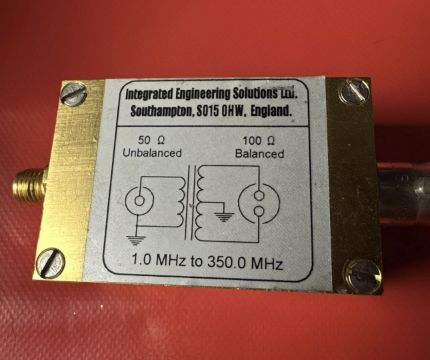 Integrated Engineering Solutions Ltd.
Southampton, SO15 0HW, England.
50 Ω 100 Ω
Unbalanced Balanced
1.0 MHz to 350.0 MHz